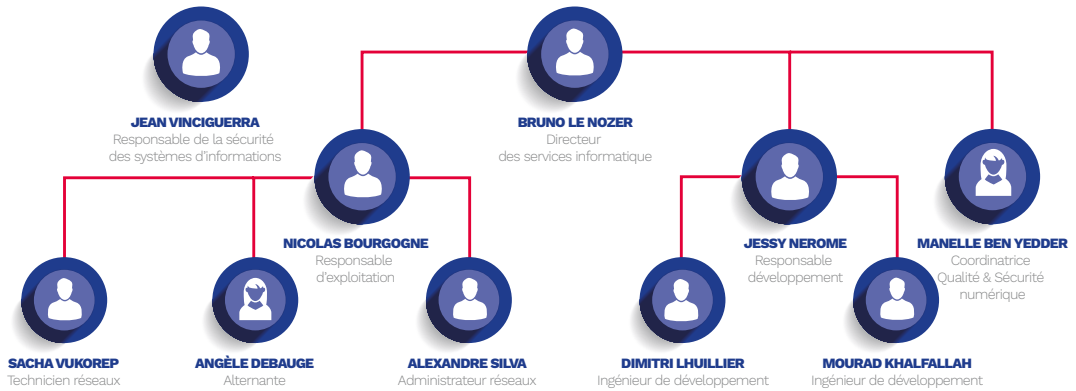 JEAN VINCIGUERRA
Responsable de la sécurité
des systèmes d'informations
BRUNO LE NOZER
Directeur
des services informatique
NICOLAS BOURGOGNE
Responsable
d'exploitation
JESSY NEROME
Responsable
développement
MANELLE BEN YEDDER
Coordinatrice
Qualité & Sécurité
numérique
SACHA VUKOREP
Technicien réseaux
ANGÈLE DEBAUGE
Alternante
ALEXANDRE SILVA
Administrateur réseaux
DIMITRI LHUILLIER
Ingénieur de développement
MOURAD KHALFALLAH
Ingénieur de développement